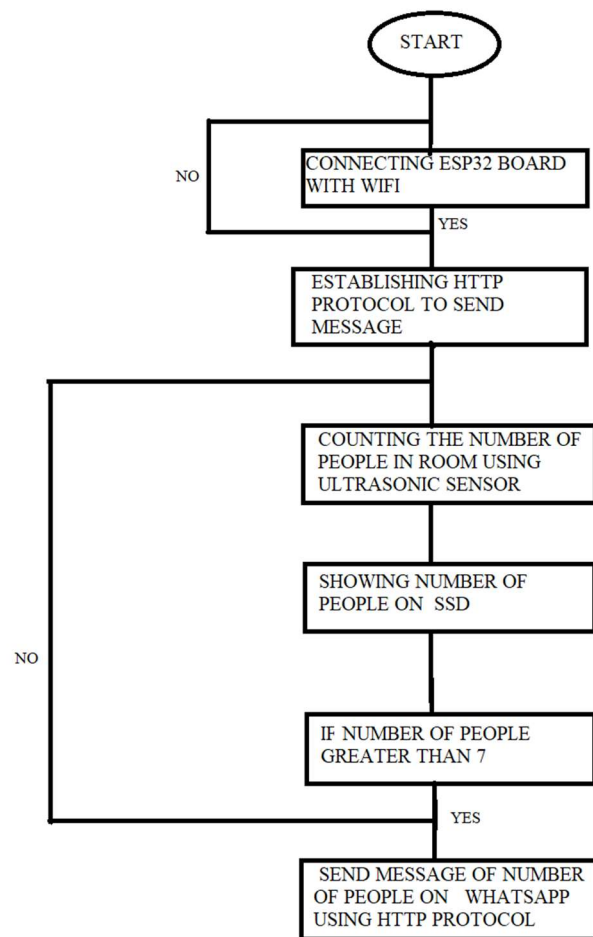 START
CONNECTING ESP32 BOARD
WITH WIFI
NO
YES
ESTABLISHING HTTP
PROTOCOL TO SEND
MESSAGE
COUNTING THE NUMBER OF
PEOPLE IN ROOM USING
ULTRASONIC SENSOR
SHOWING NUMBER OF
PEOPLE ON SSD
NO
IF NUMBER OF PEOPLE
GREATER THAN 7
YES
SEND MESSAGE OF NUMBER
OF PEOPLE ON WHATSAPP
USING HTTP PROTOCOL